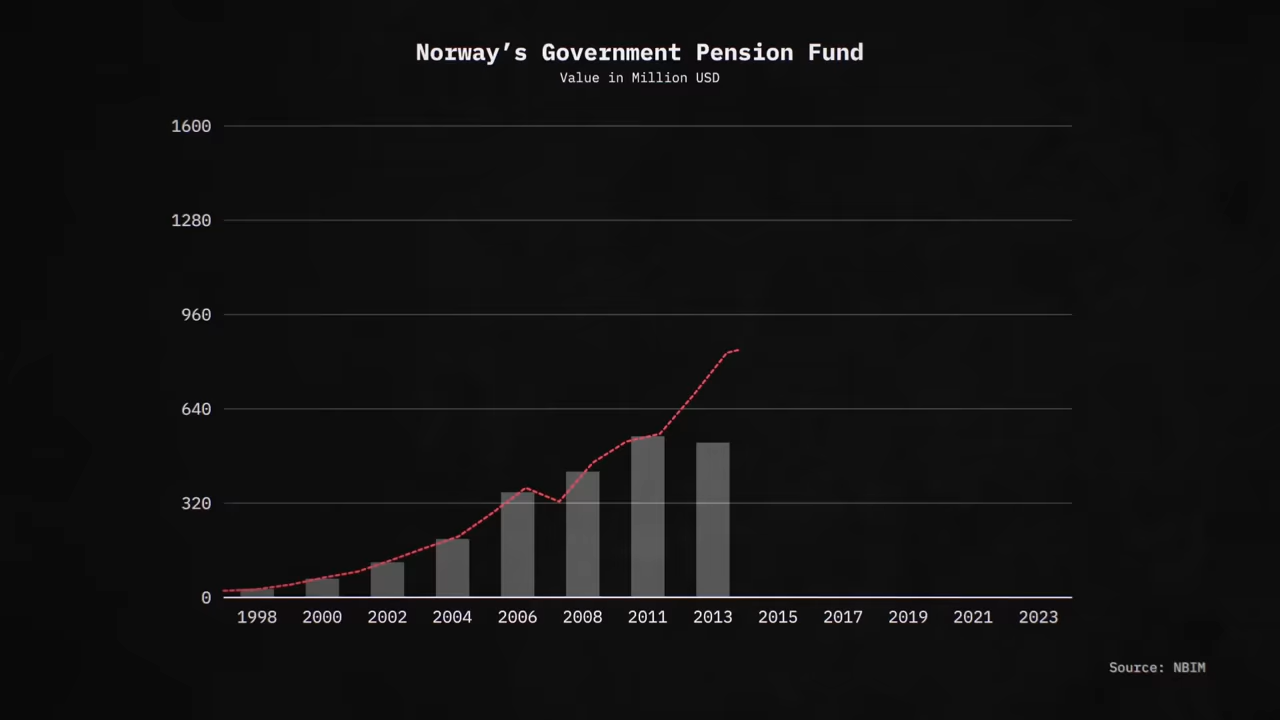 Norway’s Government Pension Fund
Value in Million USD
1600
1280
960
640
320
0
1998 2000 2002 2004 2006 2008 2011 2013 2015 2017 2019 2021 2023
Source: NBIM